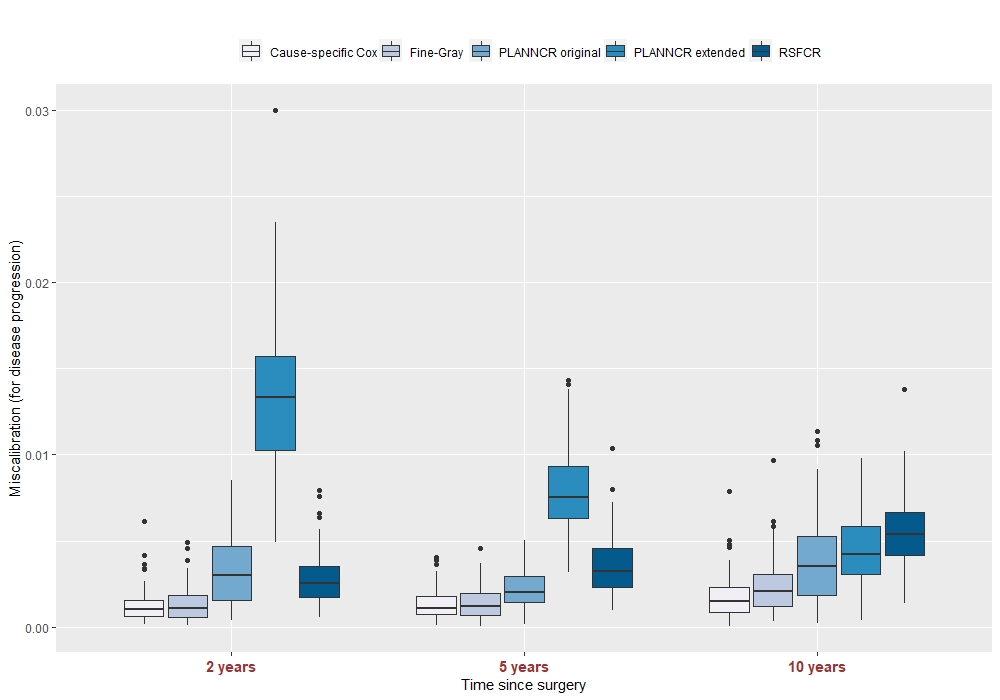 Cause-specific Cox Fine-Gray PLANNCR original PLANNCR extended RSFCR
Miscalibration (for disease progression)
0.03
0.02
0.01
0.00
2 years 5 years 10 years
Time since surgery